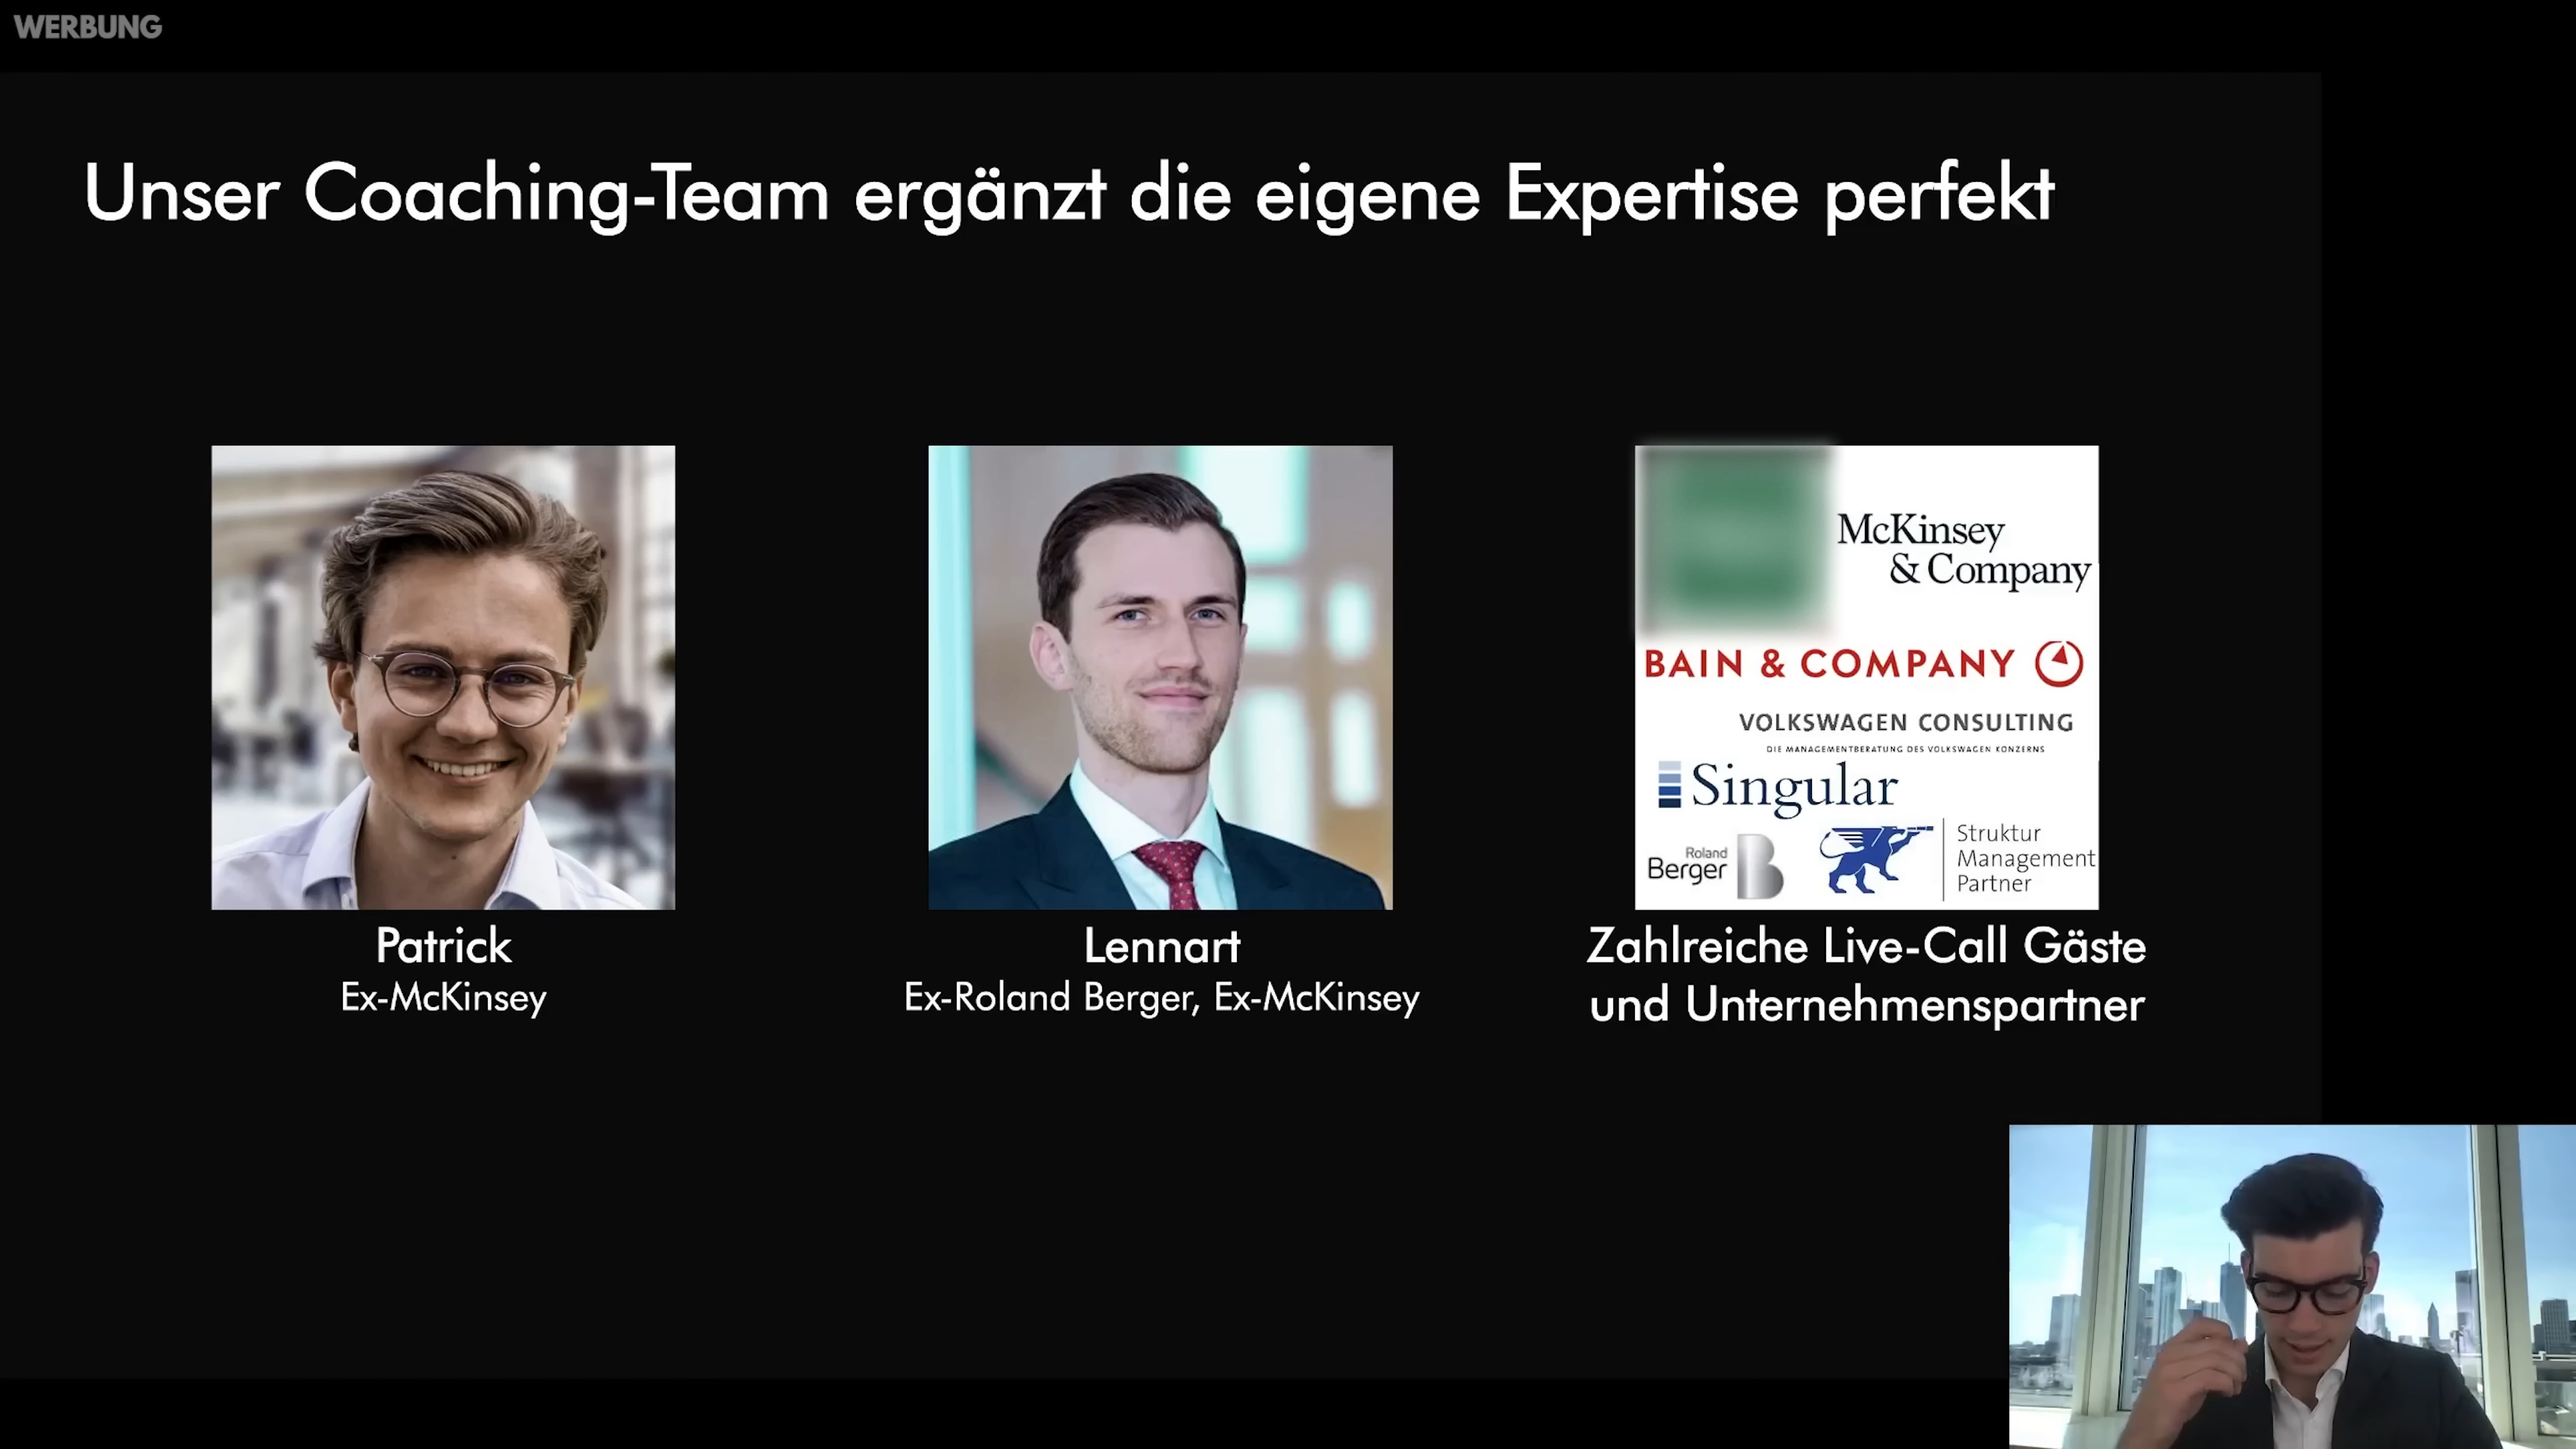 WERBUNG
Unser Coaching-Team ergänzt die eigene Expertise perfekt
Patrick
Ex-McKinsey
Lennart
Ex-Roland Berger, Ex-McKinsey
McKinsey
& Company
BAIN & COMPANY
VOLKSWAGEN CONSULTING
DIE MANAGEMENTBERATUNG DES VOLKSWAGEN KONZERNS
Singular
Roland
Berger B
Struktur
Management
Partner
Zahlreiche Live-Call Gäste
und Unternehmenspartner